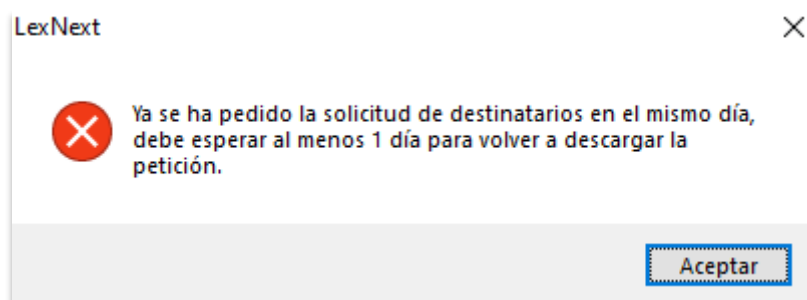 LexNext
Ya se ha pedido la solicitud de destinatarios en el mismo día,
debe esperar al menos 1 día para volver a descargar la
petición.
Aceptar